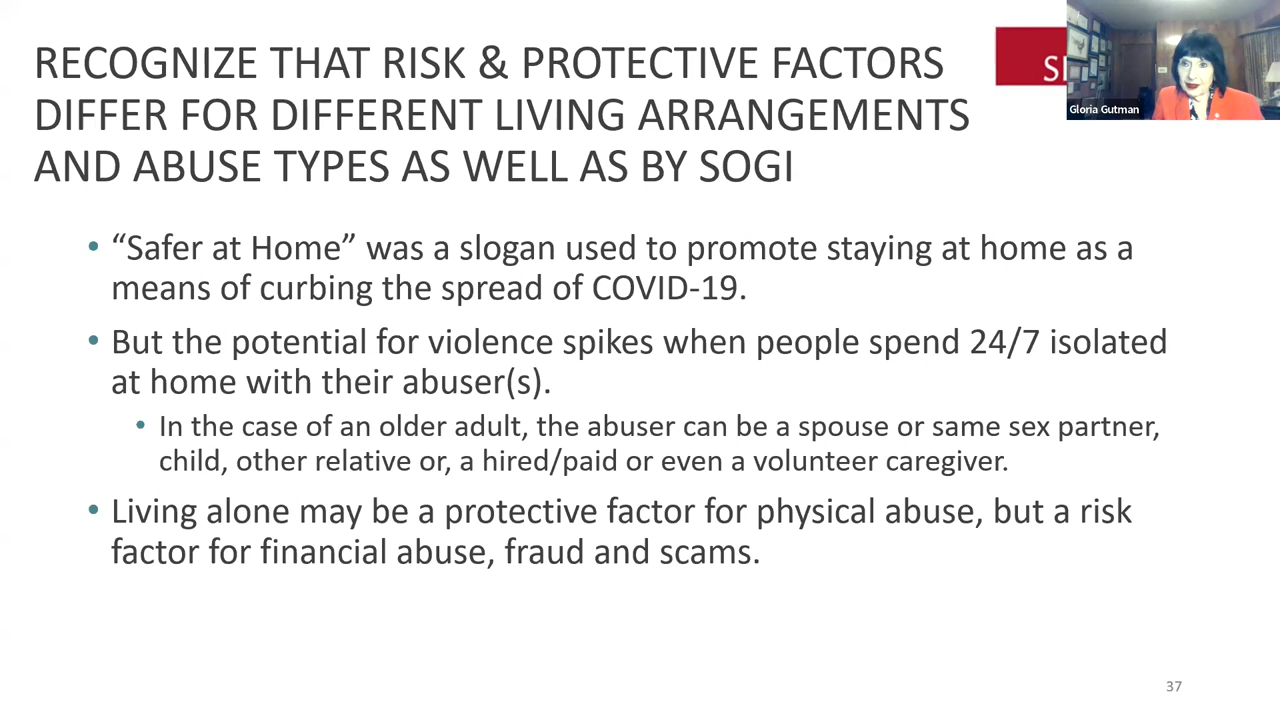 RECOGNIZE THAT RISK & PROTECTIVE FACTORS
DIFFER FOR DIFFERENT LIVING ARRANGEMENTS
AND ABUSE TYPES AS WELL AS BY SOGI
Gloria Gutman
• “Safer at Home” was a slogan used to promote staying at home as a
means of curbing the spread of COVID-19.
• But the potential for violence spikes when people spend 24/7 isolated
at home with their abuser(s).
• In the case of an older adult, the abuser can be a spouse or same sex partner,
child, other relative or, a hired/paid or even a volunteer caregiver.
• Living alone may be a protective factor for physical abuse, but a risk
factor for financial abuse, fraud and scams.
37